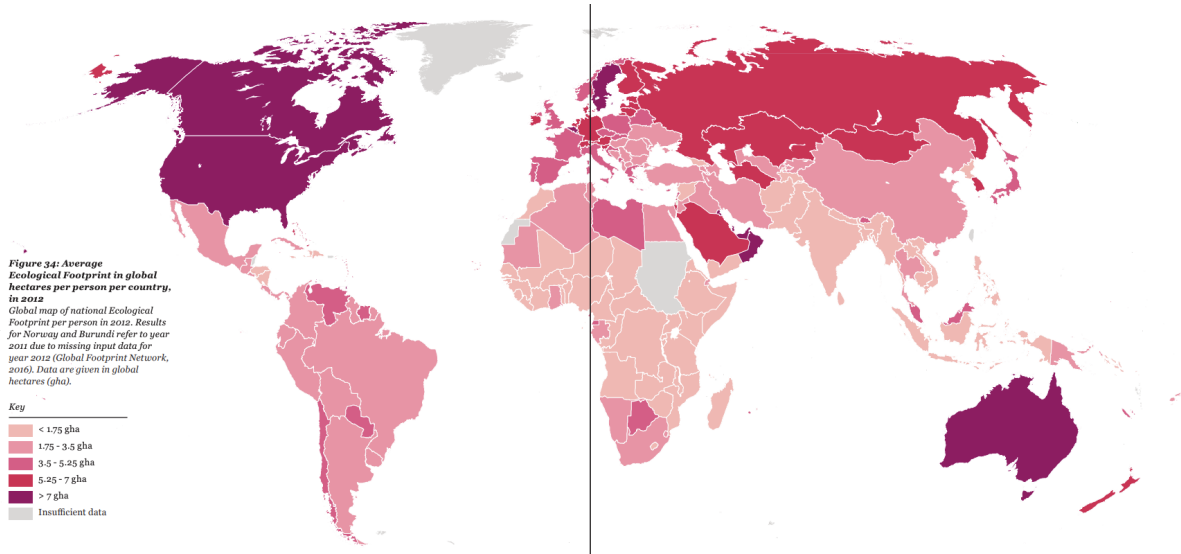 Figure 34: Average
Ecological Footprint in global
hectares per person per country,
in 2012
Global map of national Ecological
Footprint per person in 2012. Results
for Norway and Burundi refer to year
2011 due to missing input data for
year 2012 (Global Footprint Network,
2016). Data are given in global
hectares (gha).
Key
< 1.75 gha
1.75 - 3.5 gha
3.5 - 5.25 gha
5.25 - 7 gha
> 7 gha
Insufficient data